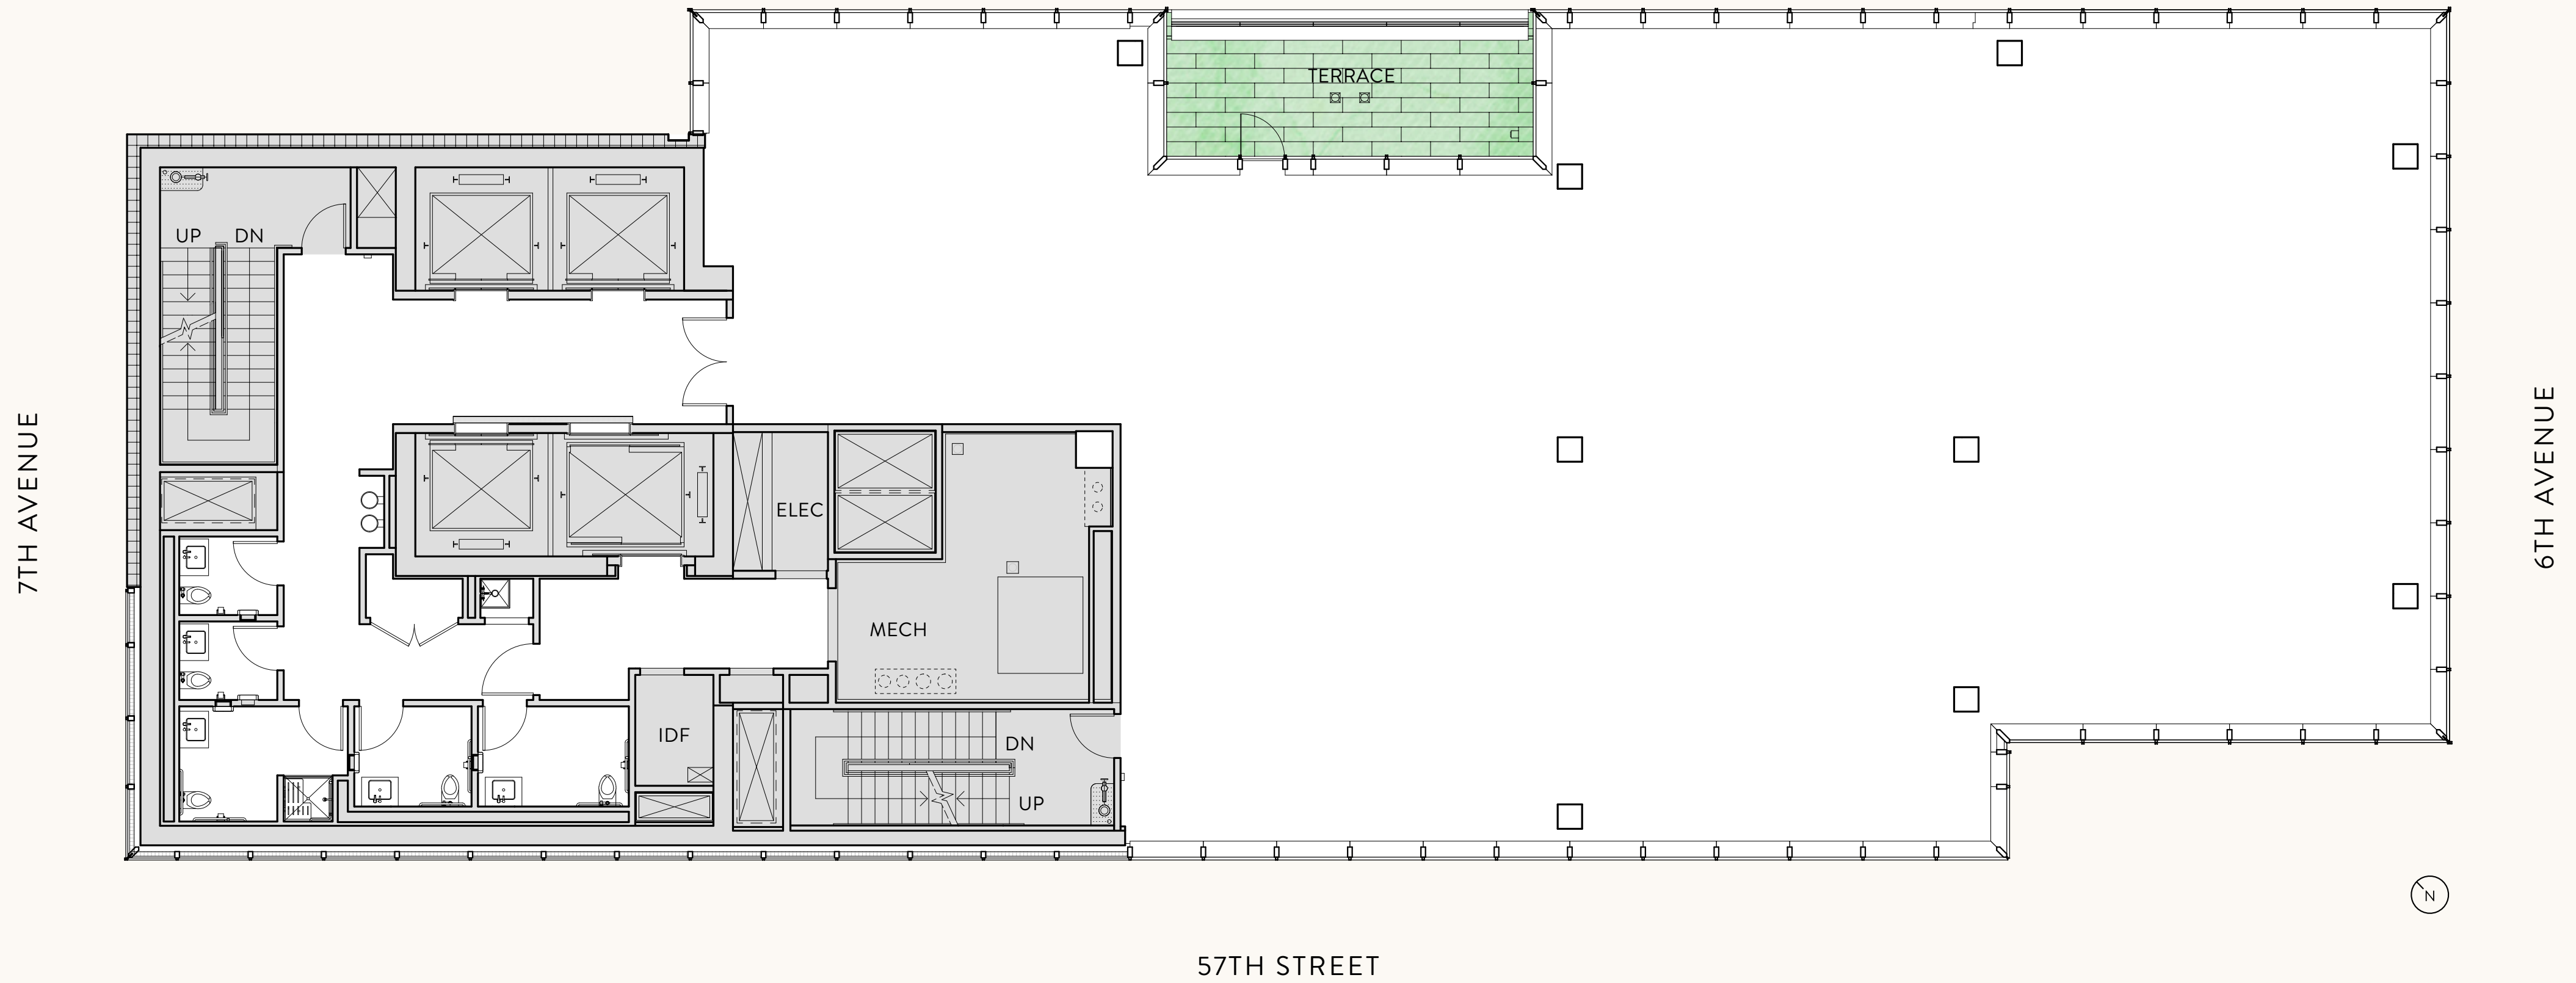 TERRACE
UP DN
7TH AVENUE
6TH AVENUE
ELEC
MECH
IDF
DN
UP
N
57TH STREET